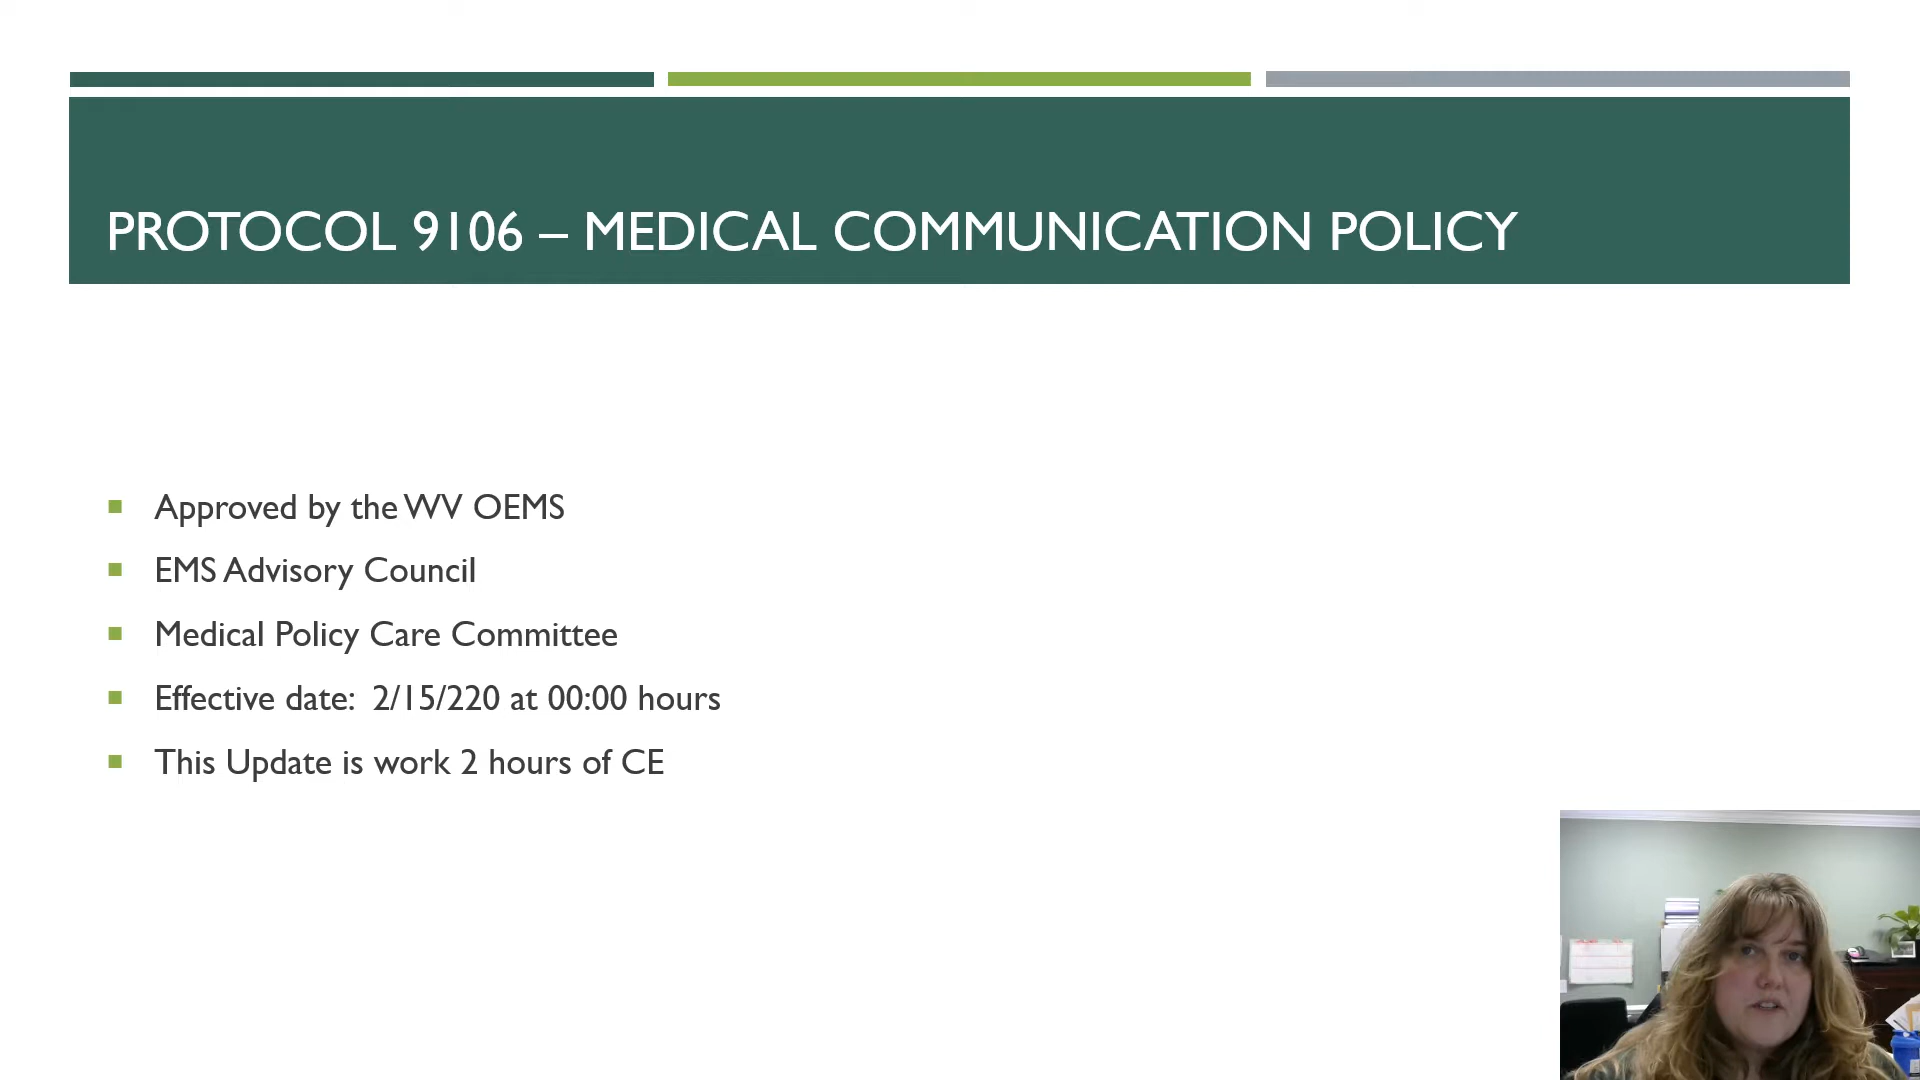 PROTOCOL 9106 – MEDICAL COMMUNICATION POLICY
Approved by the WV OEMS
EMS Advisory Council
Medical Policy Care Committee
Effective date: 2/15/220 at 00:00 hours
This Update is work 2 hours of CE